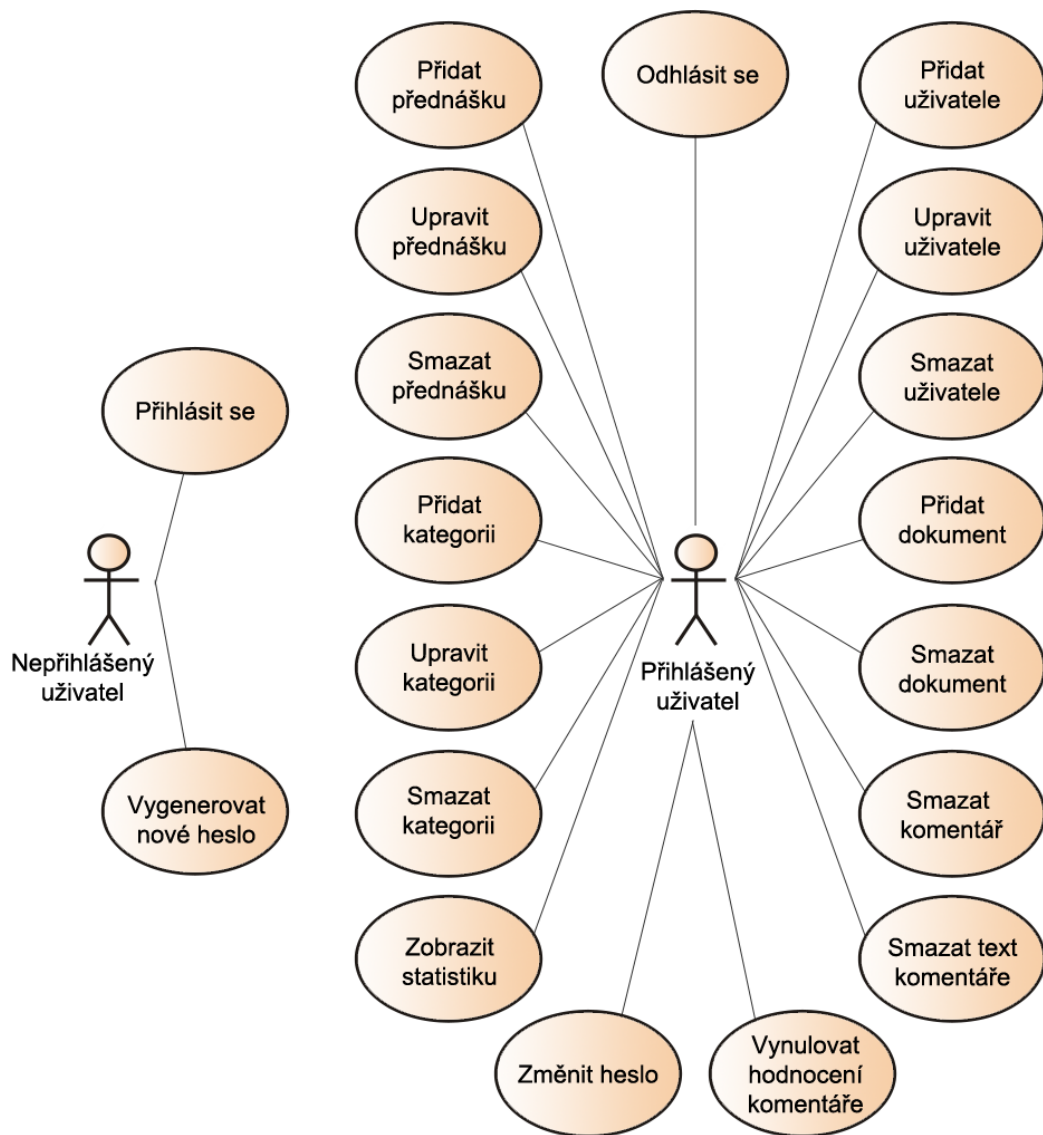 Přidat
přednášku
Odhlásit se
Přidat
uživatele
Upravit
přednášku
Upravit
uživatele
Smazat
přednášku
Smazat
uživatele
Přihlásit se
Přidat
kategorii
Přidat
dokument
Nepřihlášený
uživatel
Upravit
kategorii
Přihlášený
uživatel
Smazat
dokument
Vygenerovat
nové heslo
Smazat
kategorii
Smazat
komentář
Zobrazit
statistiku
Smazat text
komentáře
Změnit heslo
Vynulovat
hodnocení
komentáře